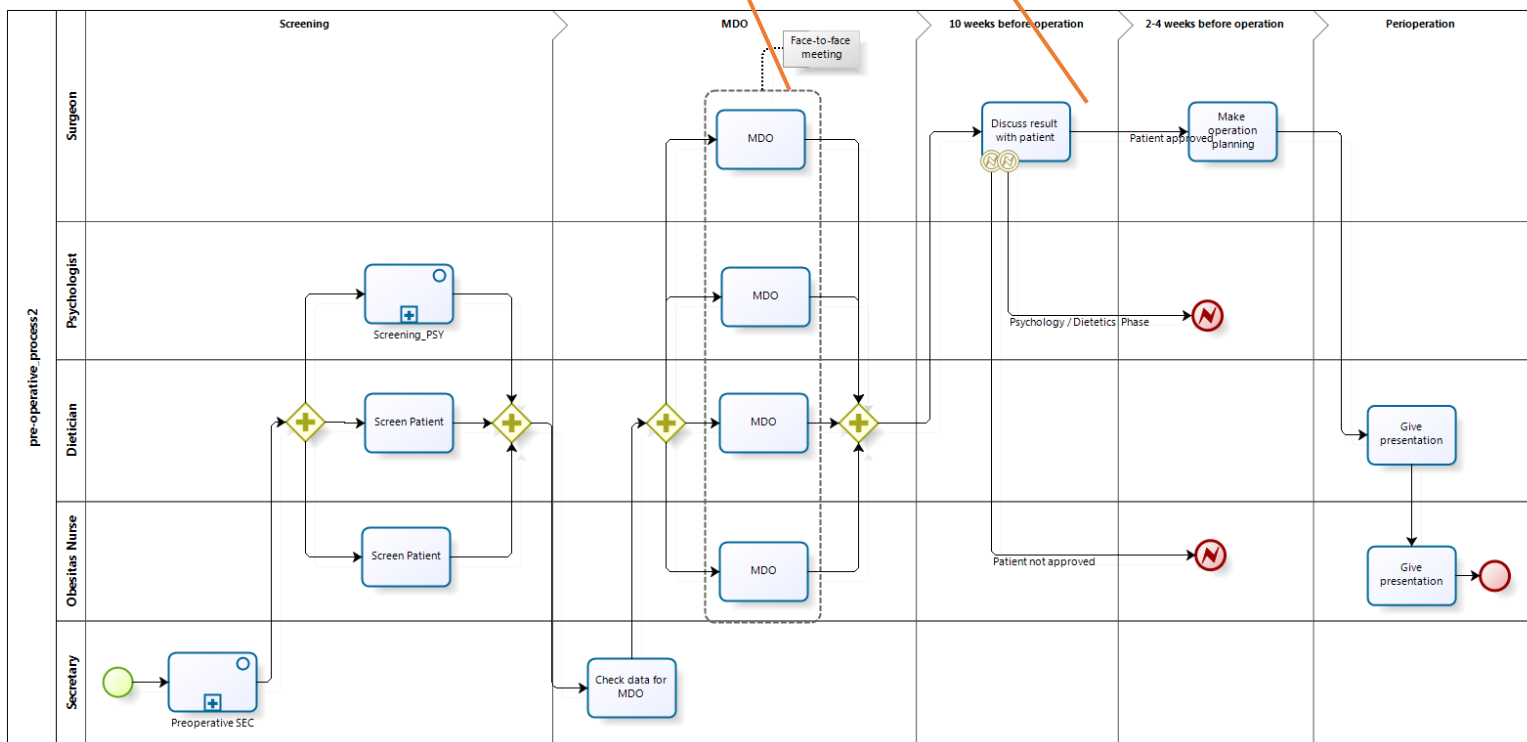 Screening
MDO
10 weeks before operation
2-4 weeks before operation
Perioperation
pre-operative_process2
Surgeon
Face-to-face
meeting
MDO
Discuss result
with patient
Patient approved
Make
operation
planning
Psychologist
Screening_PSY
MDO
Psychology / Dietetics Phase
Dietician
Screen Patient
MDO
Give
presentation
Obesitas Nurse
Screen Patient
MDO
Patient not approved
Give
presentation
Secretary
Preoperative SEC
Check data for
MDO